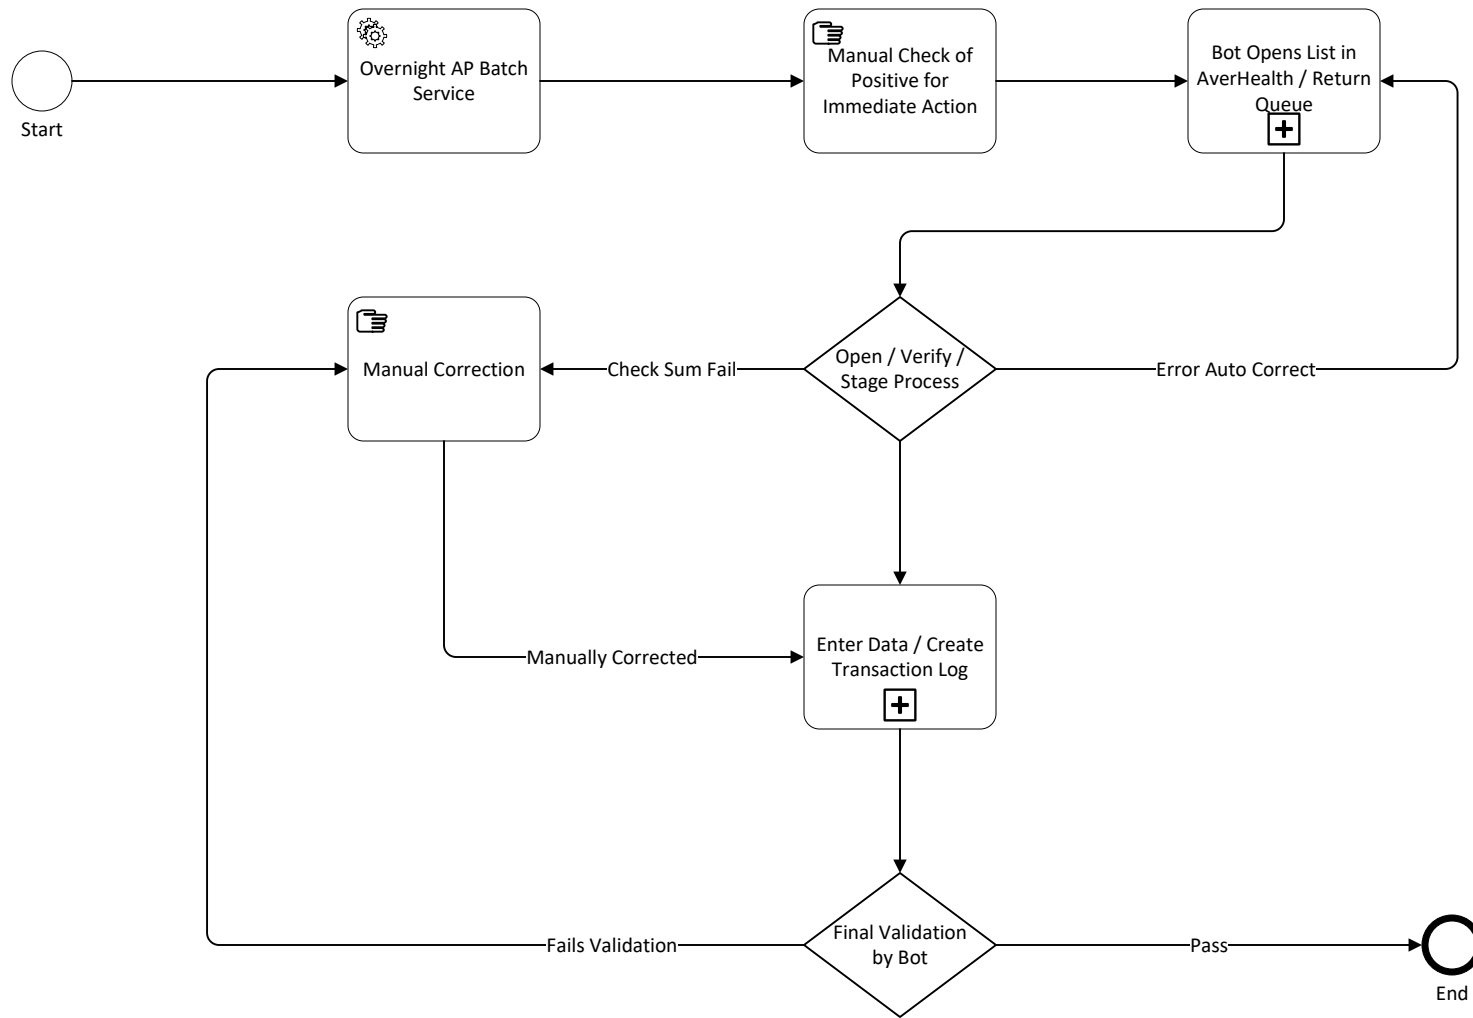 Start
Overnight AP Batch
Service
Manual Check of
Positive for
Immediate Action
Bot Opens List in
AverHealth / Return
Queue
Manual Correction
Check Sum Fail
Open / Verify /
Stage Process
Error Auto Correct
Manually Corrected
Enter Data / Create
Transaction Log
Fails Validation
Final Validation
by Bot
Pass
End